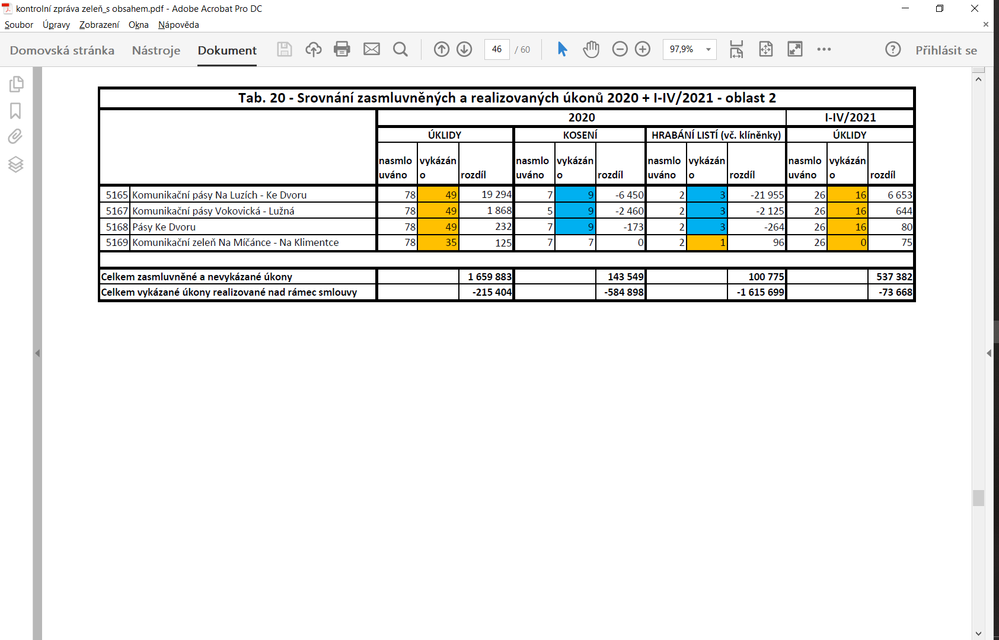 kontrolní zpráva zeleň_s obsahem.pdf - Adobe Acrobat Pro DC
Soubor Úpravy Zobrazení Okna Nápověda
Domovská stránka Nástroje Dokument 46 / 60 97,9% Přihlásit se
Tab. 20 - Srovnání zasmluvněných a realizovaných úkonů 2020 + I-IV/2021 - oblast 2
2020 I-IV/2021
ÚKLIDY KOSENÍ HRABÁNÍ LISTÍ (vč. klíněnky) ÚKLIDY
nasmlo vykázán nasmlo vykázán nasmlo vykázán nasmlo vykázán
uváno o rozdíl uváno o rozdíl uváno o rozdíl uváno o rozdíl
5165 Komunikační pásy Na Luzích - Ke Dvoru 78 49 19 294 7 9 -6 450 2 3 -21 955 26 16 6 653
5167 Komunikační pásy Vokovická - Lužná 78 49 1 868 5 9 -2 460 2 3 -2 125 26 16 644
5168 Pásy Ke Dvoru 78 49 232 7 9 -173 2 3 -264 26 16 80
5169 Komunikační zeleň Na Míčánce - Na Klimentce 78 35 125 7 7 0 2 1 96 26 0 75
Celkem zasmluvněné a nevykázané úkony 1 659 883 143 549 100 775 537 382
Celkem vykázané úkony realizované nad rámec smlouvy -215 404 -584 898 -1 615 699 -73 668